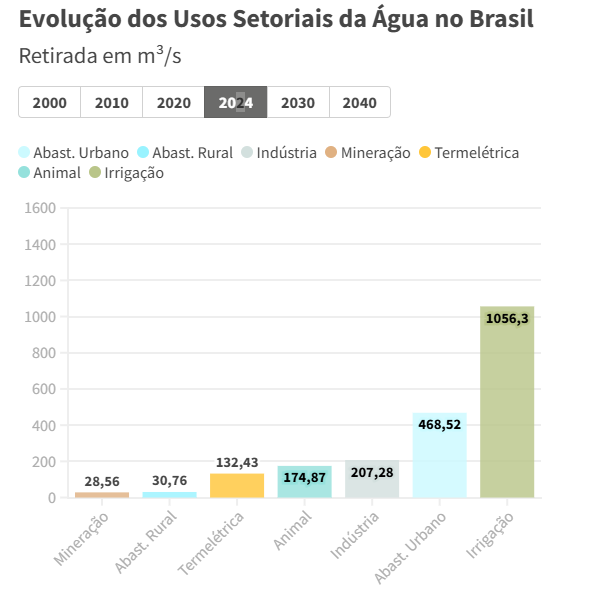 Evolução dos Usos Setoriais da Água no Brasil
Retirada em m³/s
2000 2010 2020 2024 2030 2040
Abast. Urbano Abast. Rural Indústria Mineração Termelétrica
Animal Irrigação
1600
1400
1200
1000
800
600
400
200
0
28,56
30,76
132,43
174,87
207,28
468,52
1056,3
Mineração
Abast. Rural
Termelétrica
Animal
Indústria
Abast. Urbano
Irrigação